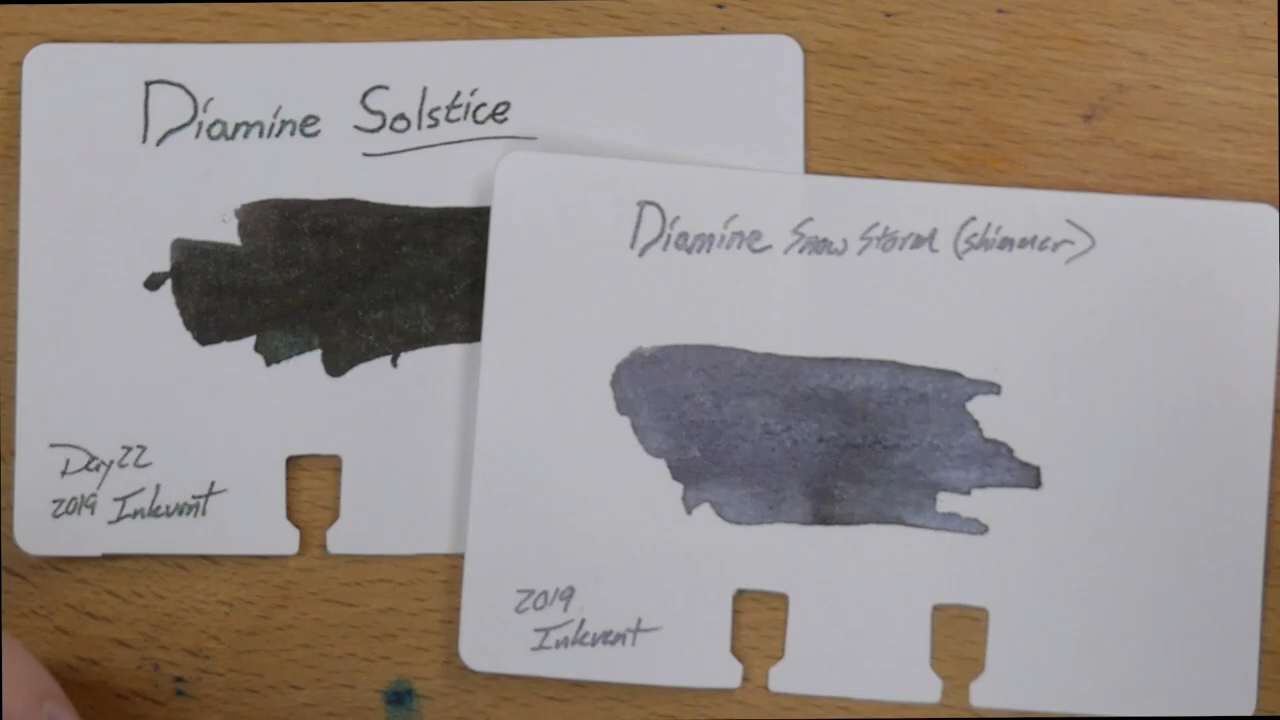 Diamine Solstice
Day 22
2019 Inkvent
Diamine Snow Storm (shimmer)
2019
Inkvent